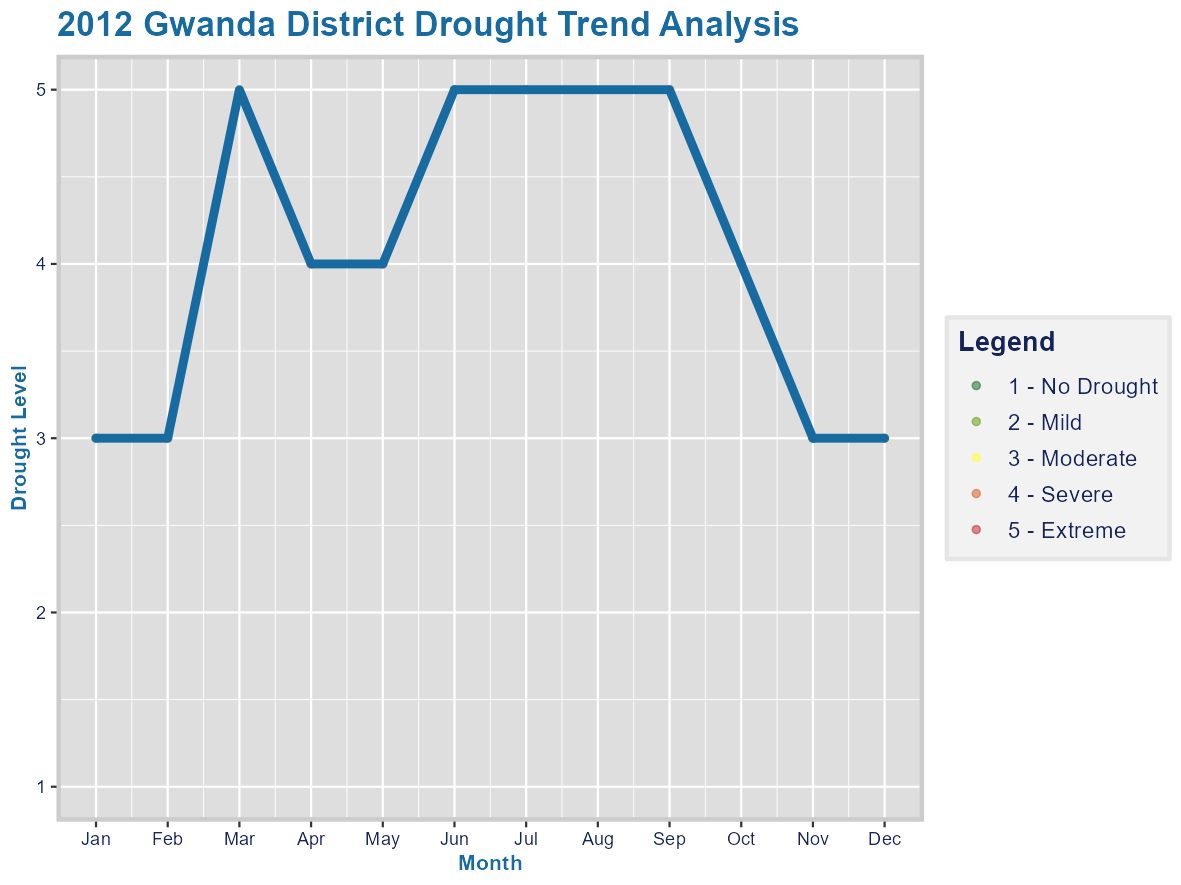 2012 Gwanda District Drought Trend Analysis
Drought Level
5
4
3
2
1
Jan Feb Mar Apr May Jun Jul Aug Sep Oct Nov Dec
Month
Legend
1 - No Drought
2 - Mild
3 - Moderate
4 - Severe
5 - Extreme